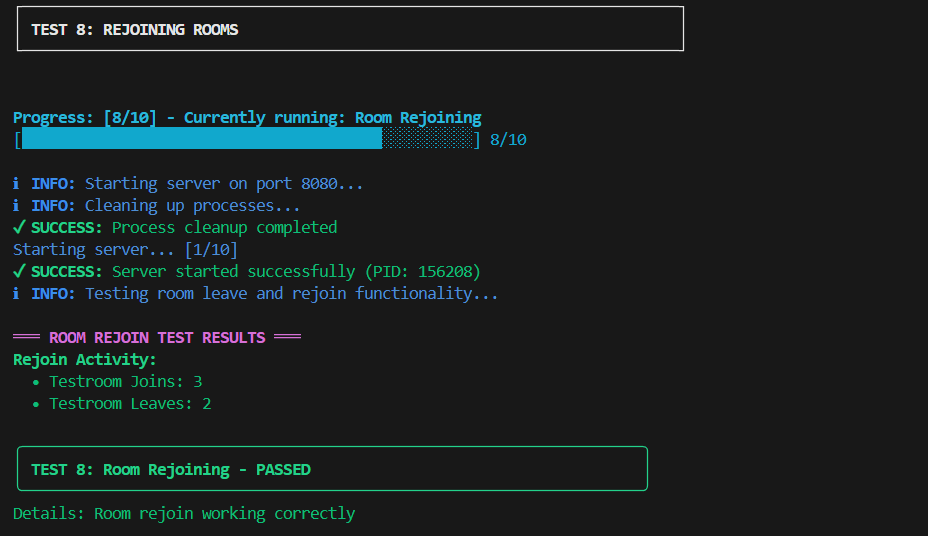 TEST 8: REJOINING ROOMS
Progress: [8/10] - Currently running: Room Rejoining
[ ] 8/10
ℹ INFO: Starting server on port 8080...
ℹ INFO: Cleaning up processes...
✓ SUCCESS: Process cleanup completed
Starting server... [1/10]
✓ SUCCESS: Server started successfully (PID: 156208)
ℹ INFO: Testing room leave and rejoin functionality...
═══ ROOM REJOIN TEST RESULTS ═══
Rejoin Activity:
• Testroom Joins: 3
• Testroom Leaves: 2
TEST 8: Room Rejoining - PASSED
Details: Room rejoin working correctly